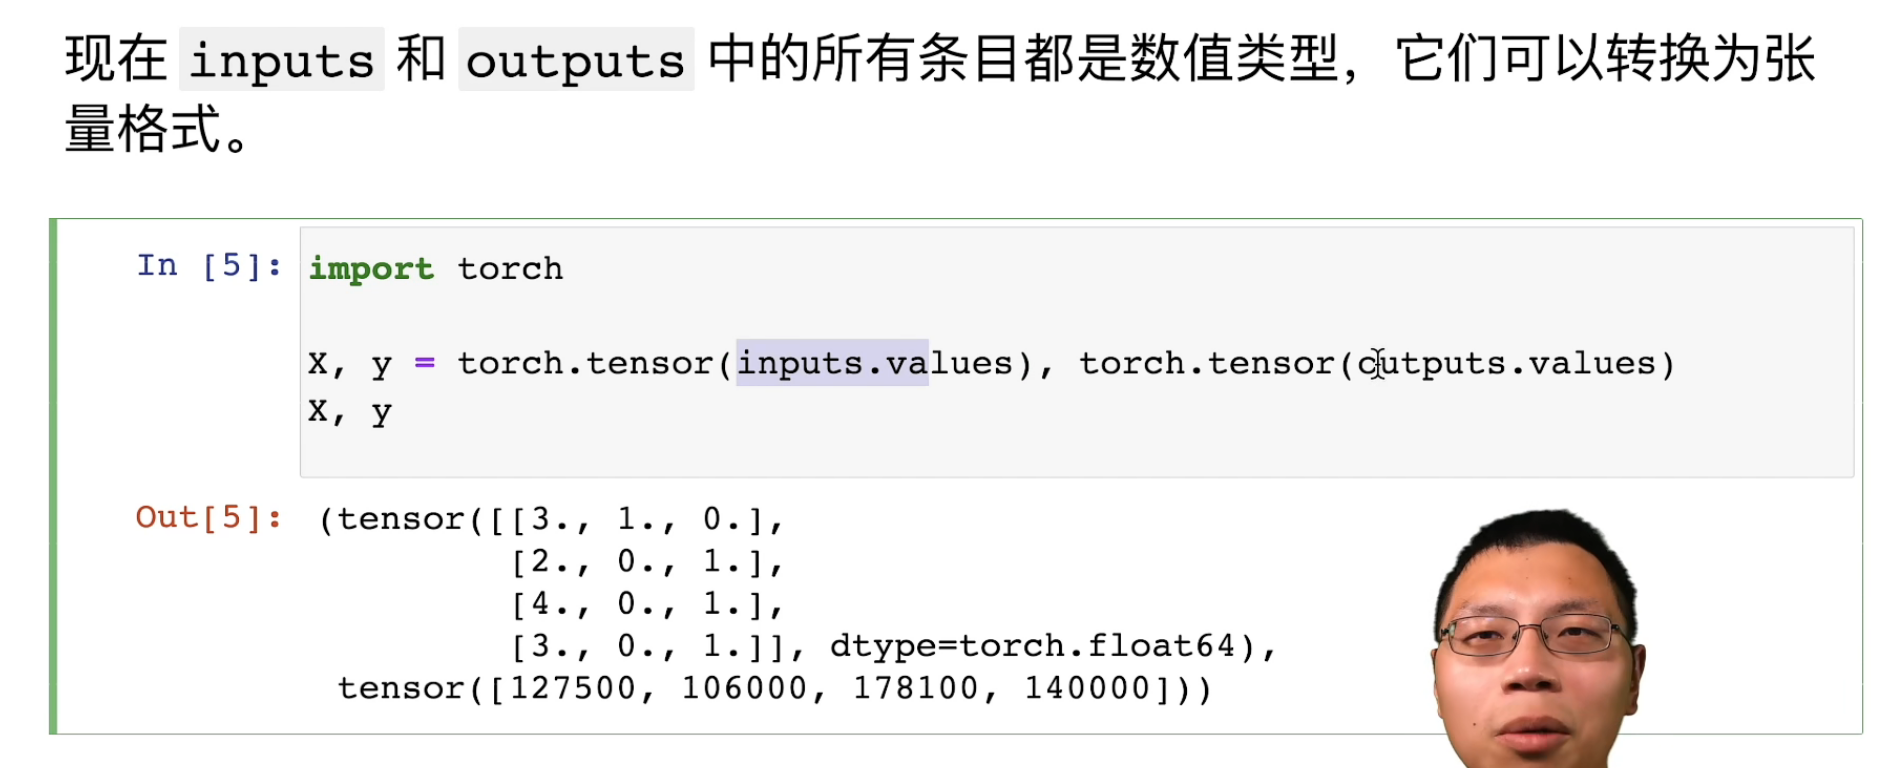 现在 inputs 和 outputs 中的所有条目都是数值类型，它们可以转换为张
量格式。
In [5]: import torch
X, y = torch.tensor(inputs.values), torch.tensor(outputs.values)
X, y
Out[5]: (tensor([[3., 1., 0.],
[2., 0., 1.],
[4., 0., 1.],
[3., 0., 1.]], dtype=torch.float64),
tensor([127500, 106000, 178100, 140000]))